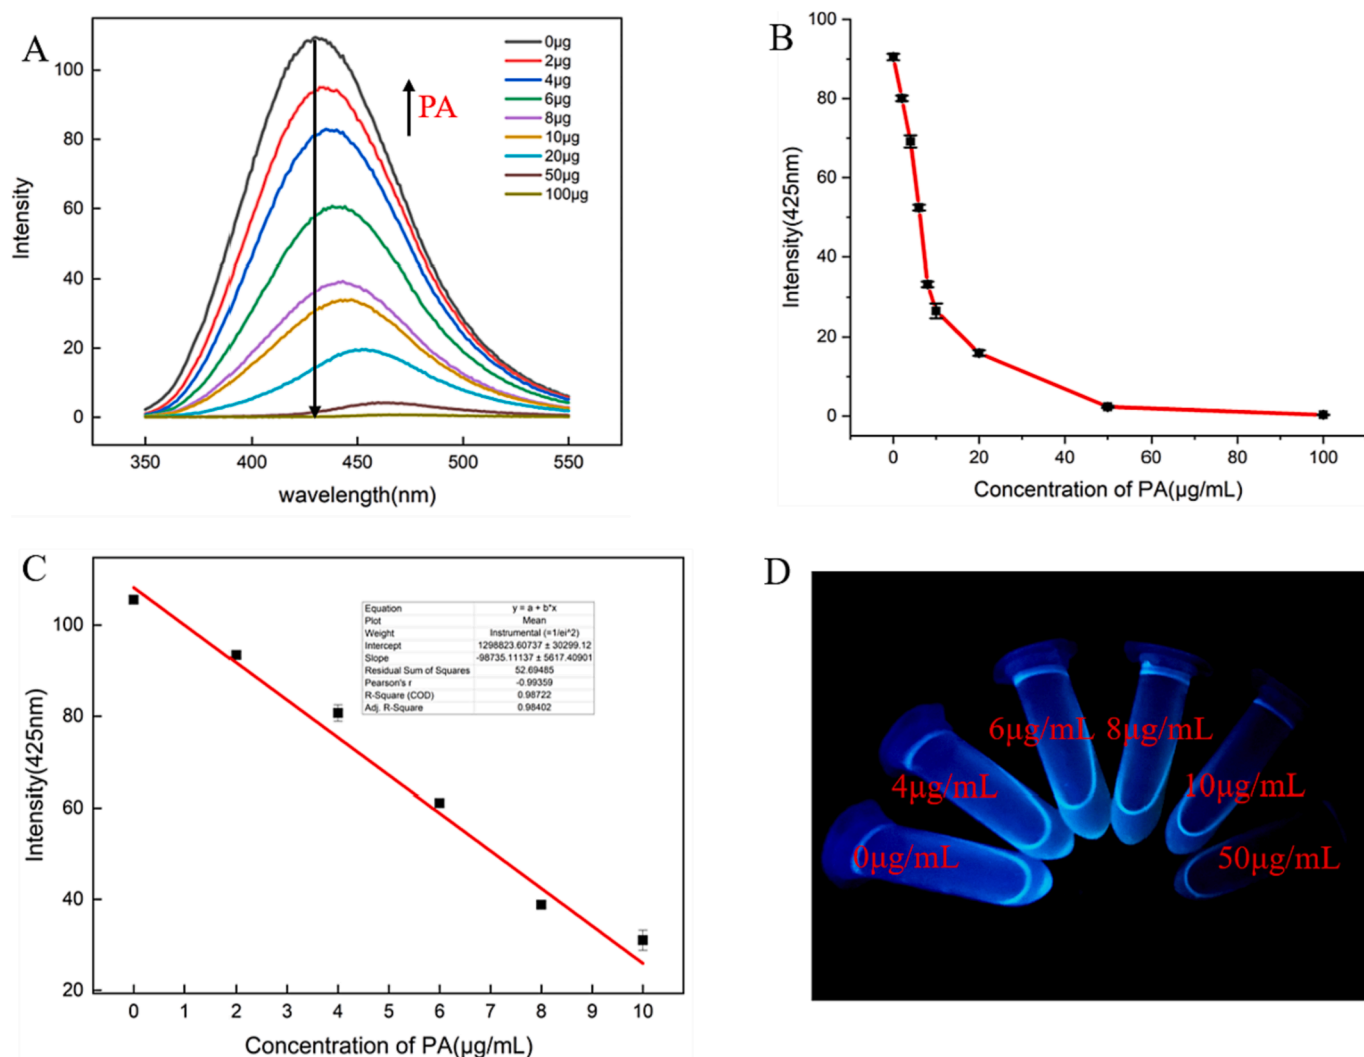 A
Intensity
100
80
60
40
20
0
350
400
450
500
550
wavelength(nm)
PA
0μg
2μg
4μg
6μg
8μg
10μg
20μg
50μg
100μg
B
Intensity(425nm)
100
80
60
40
20
0
0
20
40
60
80
100
Concentration of PA(μg/mL)
C
Intensity(425nm)
100
80
60
40
20
0
1
2
3
4
5
6
7
8
9
10
Concentration of PA(μg/mL)
Equation y = a + b*x
Plot Mean
Weight Instrumental (=1/ei^2)
Intercept 1298823.60737 ± 30299.12
Slope -98735.11137 ± 5617.40901
Residual Sum of Squares 52.69485
Pearson's r -0.99359
R-Square (COD) 0.98722
Adj. R-Square 0.98402
D
6μg/mL 8μg/mL
4μg/mL
10μg/mL
0μg/mL
50μg/mL